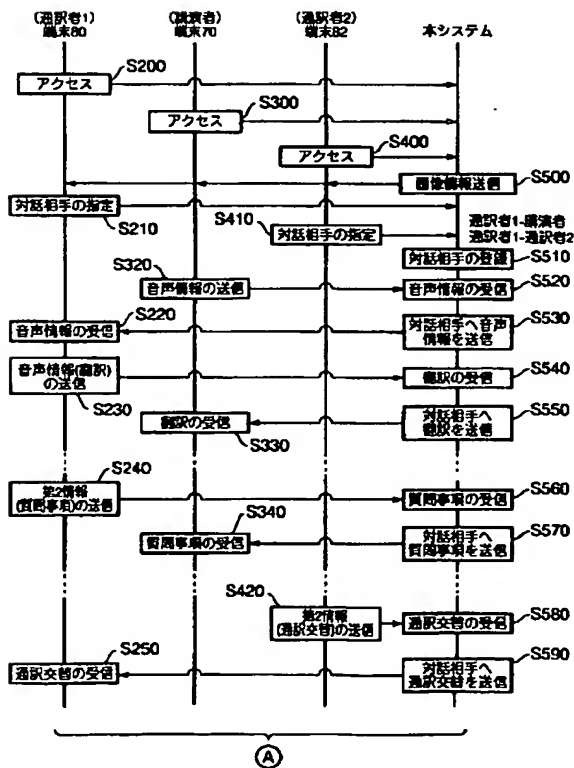 (通訳者1)
端末80
(講演者)
端末70
(通訳者2)
端末82
本システム
S200
アクセス
S300
アクセス
S400
アクセス
画像情報送信
S500
対話相手の指定
S210
S410
対話相手の指定
通訳者1-講演者
通訳者1-通訳者2
対話相手の登録
S510
S320
音声情報の送信
音声情報の受信
S520
S220
音声情報の受信
対話相手へ音声
情報を送信
S530
音声情報(翻訳)
の送信
S230
翻訳の受信
S540
翻訳の受信
S330
対話相手へ
翻訳を送信
S550
S240
第2情報
(質問事項)の送信
質問事項の受信
S560
S340
質問事項の受信
対話相手へ
質問事項を送信
S570
S420
第2情報
(通訳交替)の送信
通訳交替の受信
S580
S250
通訳交替の受信
対話相手へ
通訳交替を送信
S590
A